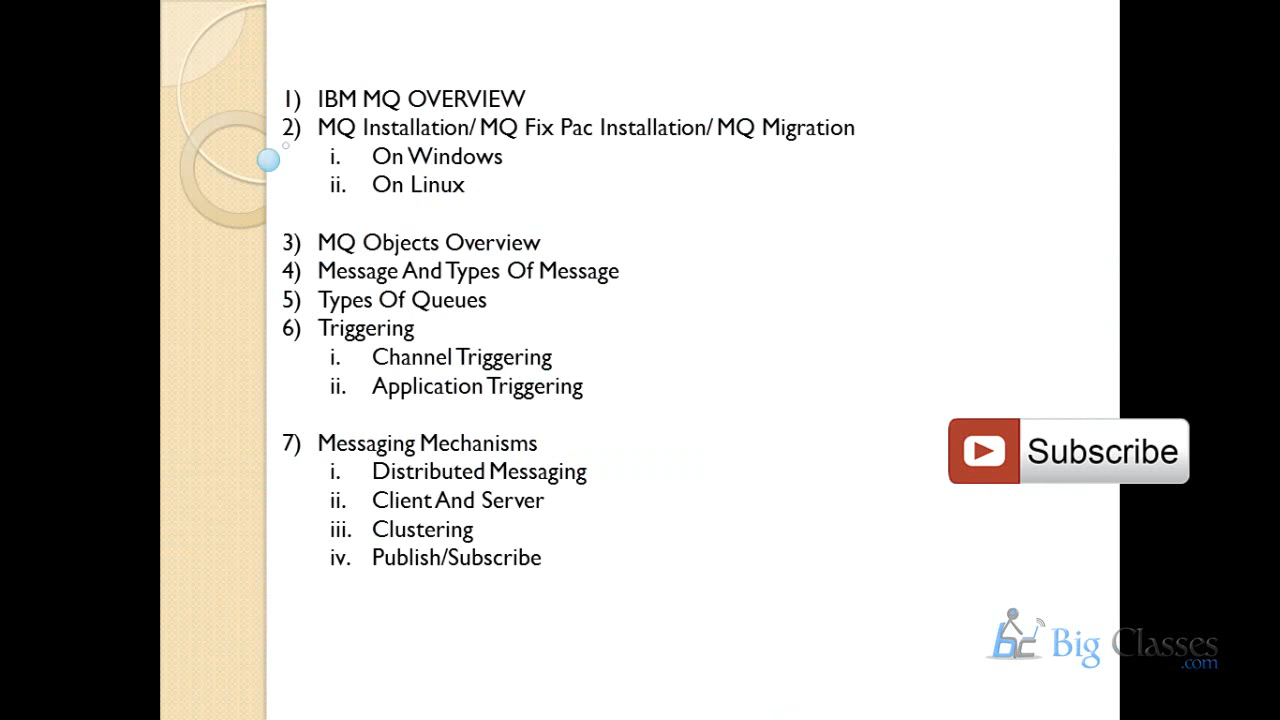 1) IBM MQ OVERVIEW
2) MQ Installation/ MQ Fix Pac Installation/ MQ Migration
i. On Windows
ii. On Linux
3) MQ Objects Overview
4) Message And Types Of Message
5) Types Of Queues
6) Triggering
i. Channel Triggering
ii. Application Triggering
7) Messaging Mechanisms
i. Distributed Messaging
ii. Client And Server
iii. Clustering
iv. Publish/Subscribe
Subscribe
bc Big Classes
.com